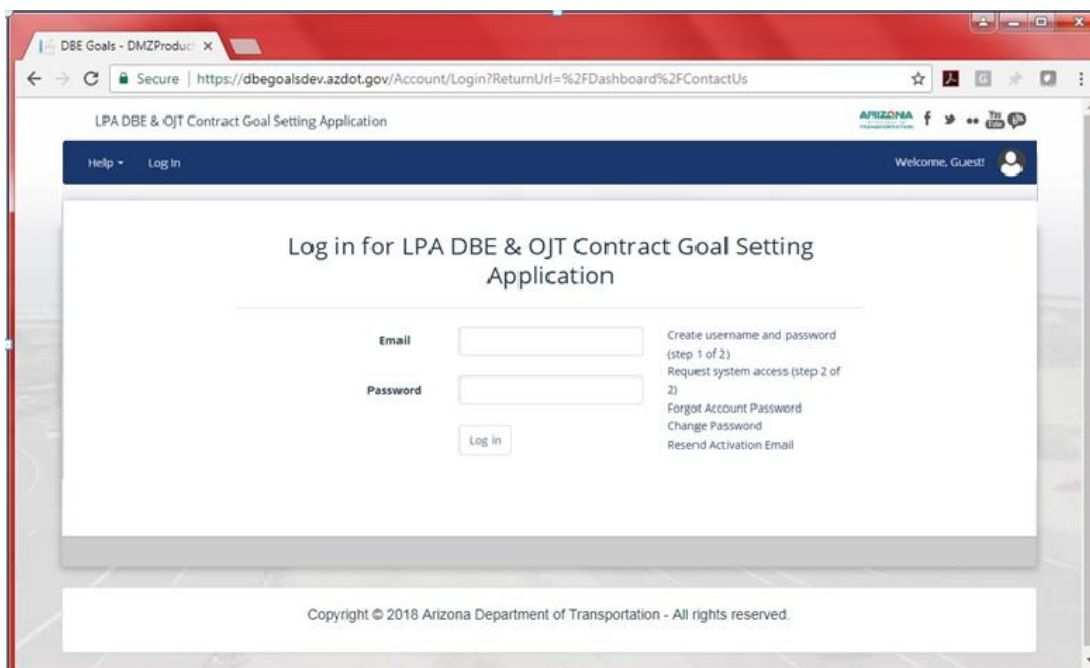 DBE Goals - DMZProduc
Secure | https://dbegoalsdev.azdot.gov/Account/Login?ReturnUrl=%2FDashboard%2FContactUs
LPA DBE & OJT Contract Goal Setting Application
ARIZONA
Help
Log In
Welcome, Guest!
Log in for LPA DBE & OJT Contract Goal Setting
Application
Email
Create username and password
(step 1 of 2)
Request system access (step 2 of
2)
Password
Forgot Account Password
Change Password
Log in
Resend Activation Email
Copyright © 2018 Arizona Department of Transportation - All rights reserved.